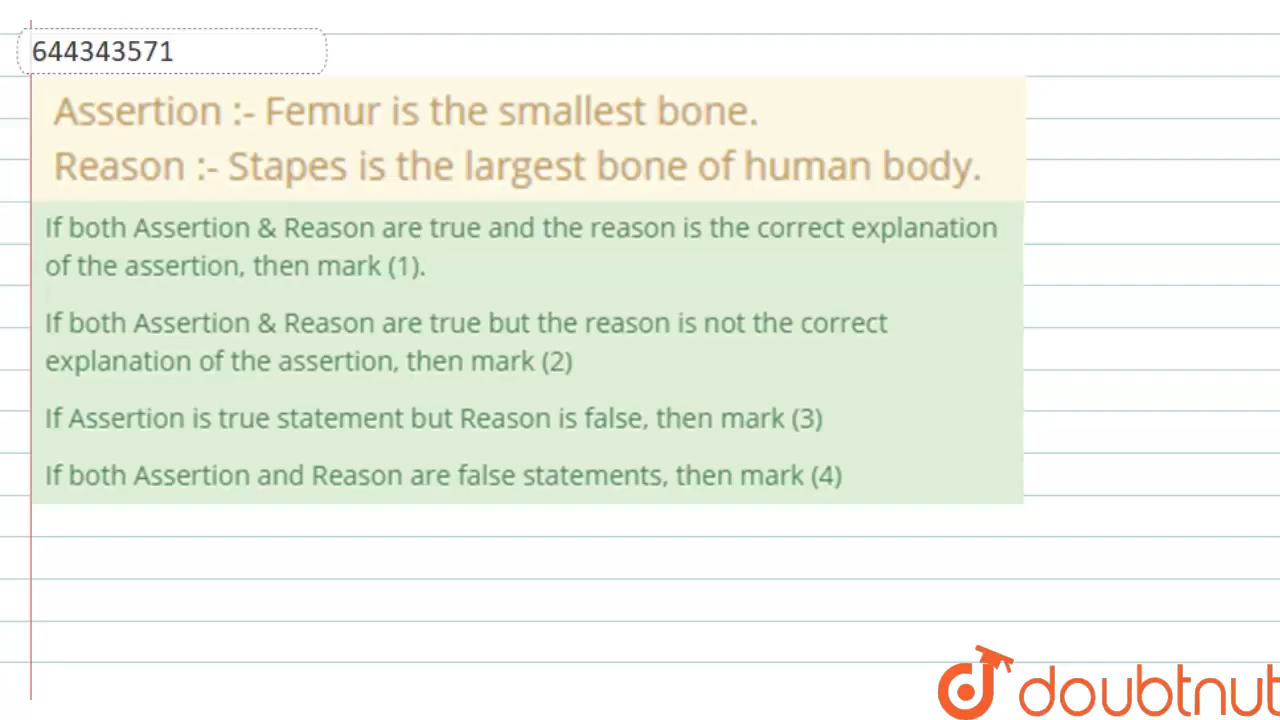 644343571
Assertion :- Femur is the smallest bone.
Reason :- Stapes is the largest bone of human body.
If both Assertion & Reason are true and the reason is the correct explanation
of the assertion, then mark (1).
If both Assertion & Reason are true but the reason is not the correct
explanation of the assertion, then mark (2)
If Assertion is true statement but Reason is false, then mark (3)
If both Assertion and Reason are false statements, then mark (4)
doubtnut